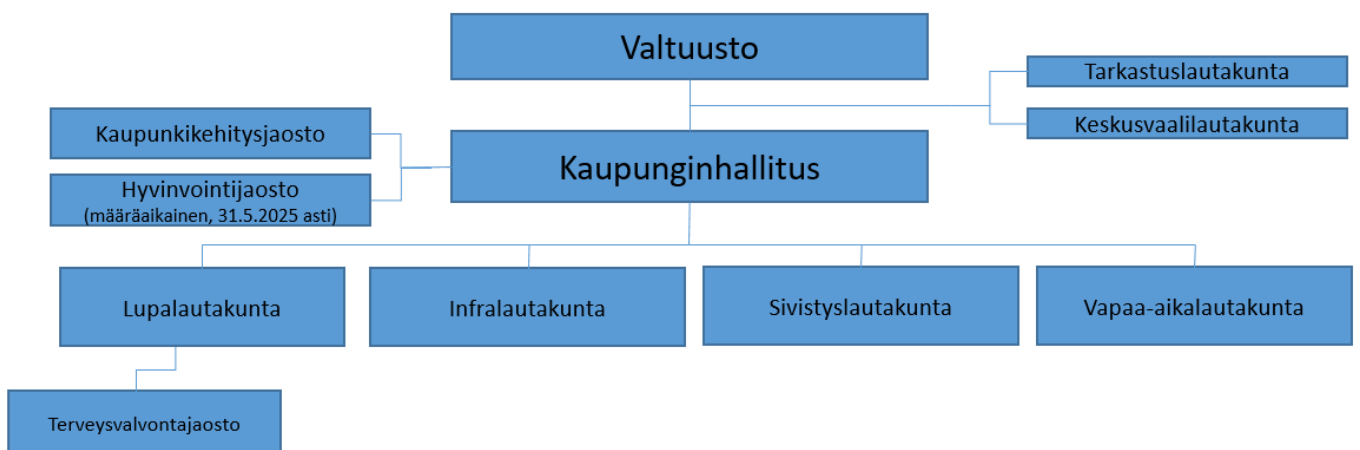 Valtuusto
Tarkastuslautakunta
Keskusvaalilautakunta
Kaupunkikehitysjaosto
Kaupunginhallitus
Hyvinvointijaosto
(määräaikainen, 31.5.2025 asti)
Lupalautakunta
Infralautakunta
Sivistyslautakunta
Vapaa-aikalautakunta
Terveysvalvontajaosto